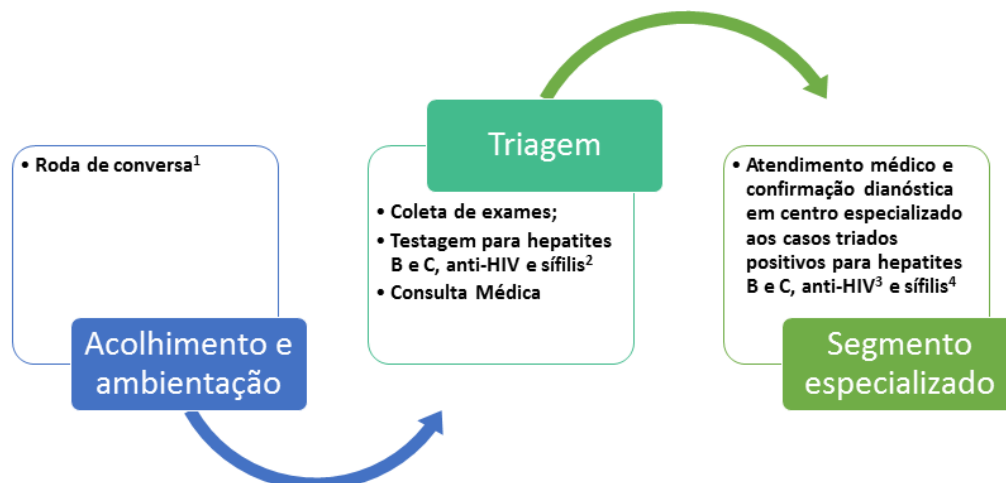 • Roda de conversa¹
Acolhimento e
ambientação
Triagem
• Coleta de exames;
• Testagem para hepatites
B e C, anti-HIV e sífilis²
• Consulta Médica
• Atendimento médico e
confirmação dianóstica
em centro especializado
aos casos triados
positivos para hepatites
B e C, anti-HIV³ e sífilis⁴
Segmento
especializado